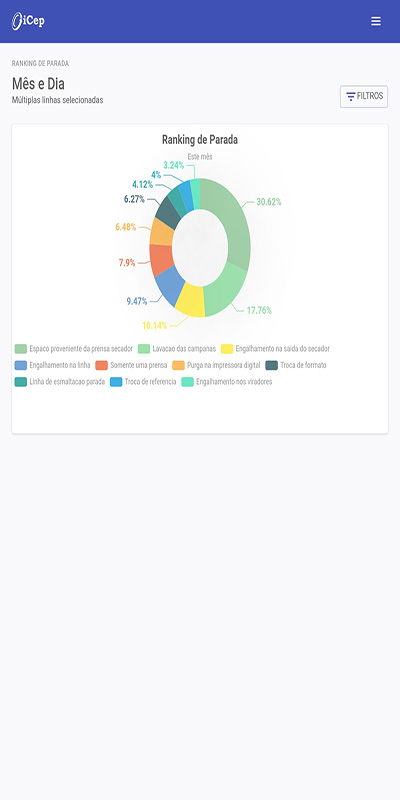 iCep
RANKING DE PARADA
Mês e Dia
Múltiplas linhas selecionadas
FILTROS
Ranking de Parada
Este mês
3.24%
4%
4.12%
6.27%
6.48%
7.9%
9.47%
10.14%
17.76%
30.62%
Espaco proveniente da prensa secador Lavacao das campanas Engalhamento na saida do secador
Engalhamento na linha Somente uma prensa Purga na impressora digital Troca de formato
Linha de esmaltacao parada Troca de referencia Engalhamento nos viradores